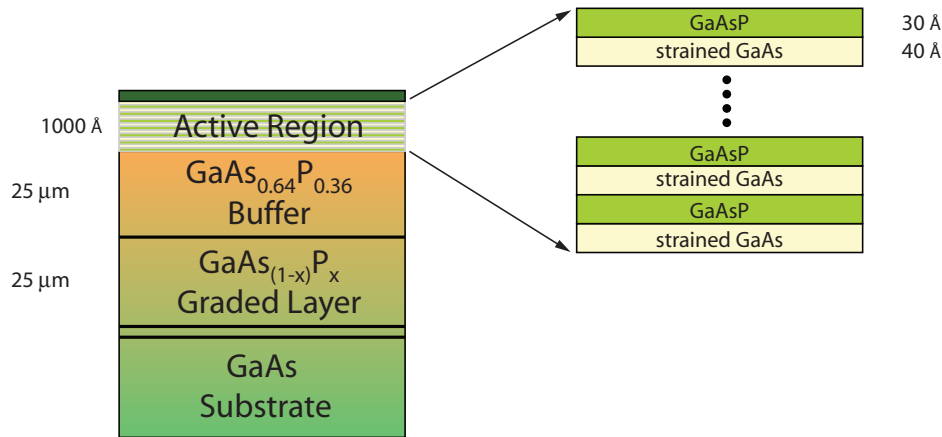 GaAsP
30 Å
strained GaAs
40 Å
1000 Å
Active Region
GaAs0.64P0.36
Buffer
25 μm
GaAs(1-x)Px
Graded Layer
25 μm
GaAs
Substrate
GaAsP
strained GaAs
GaAsP
strained GaAs